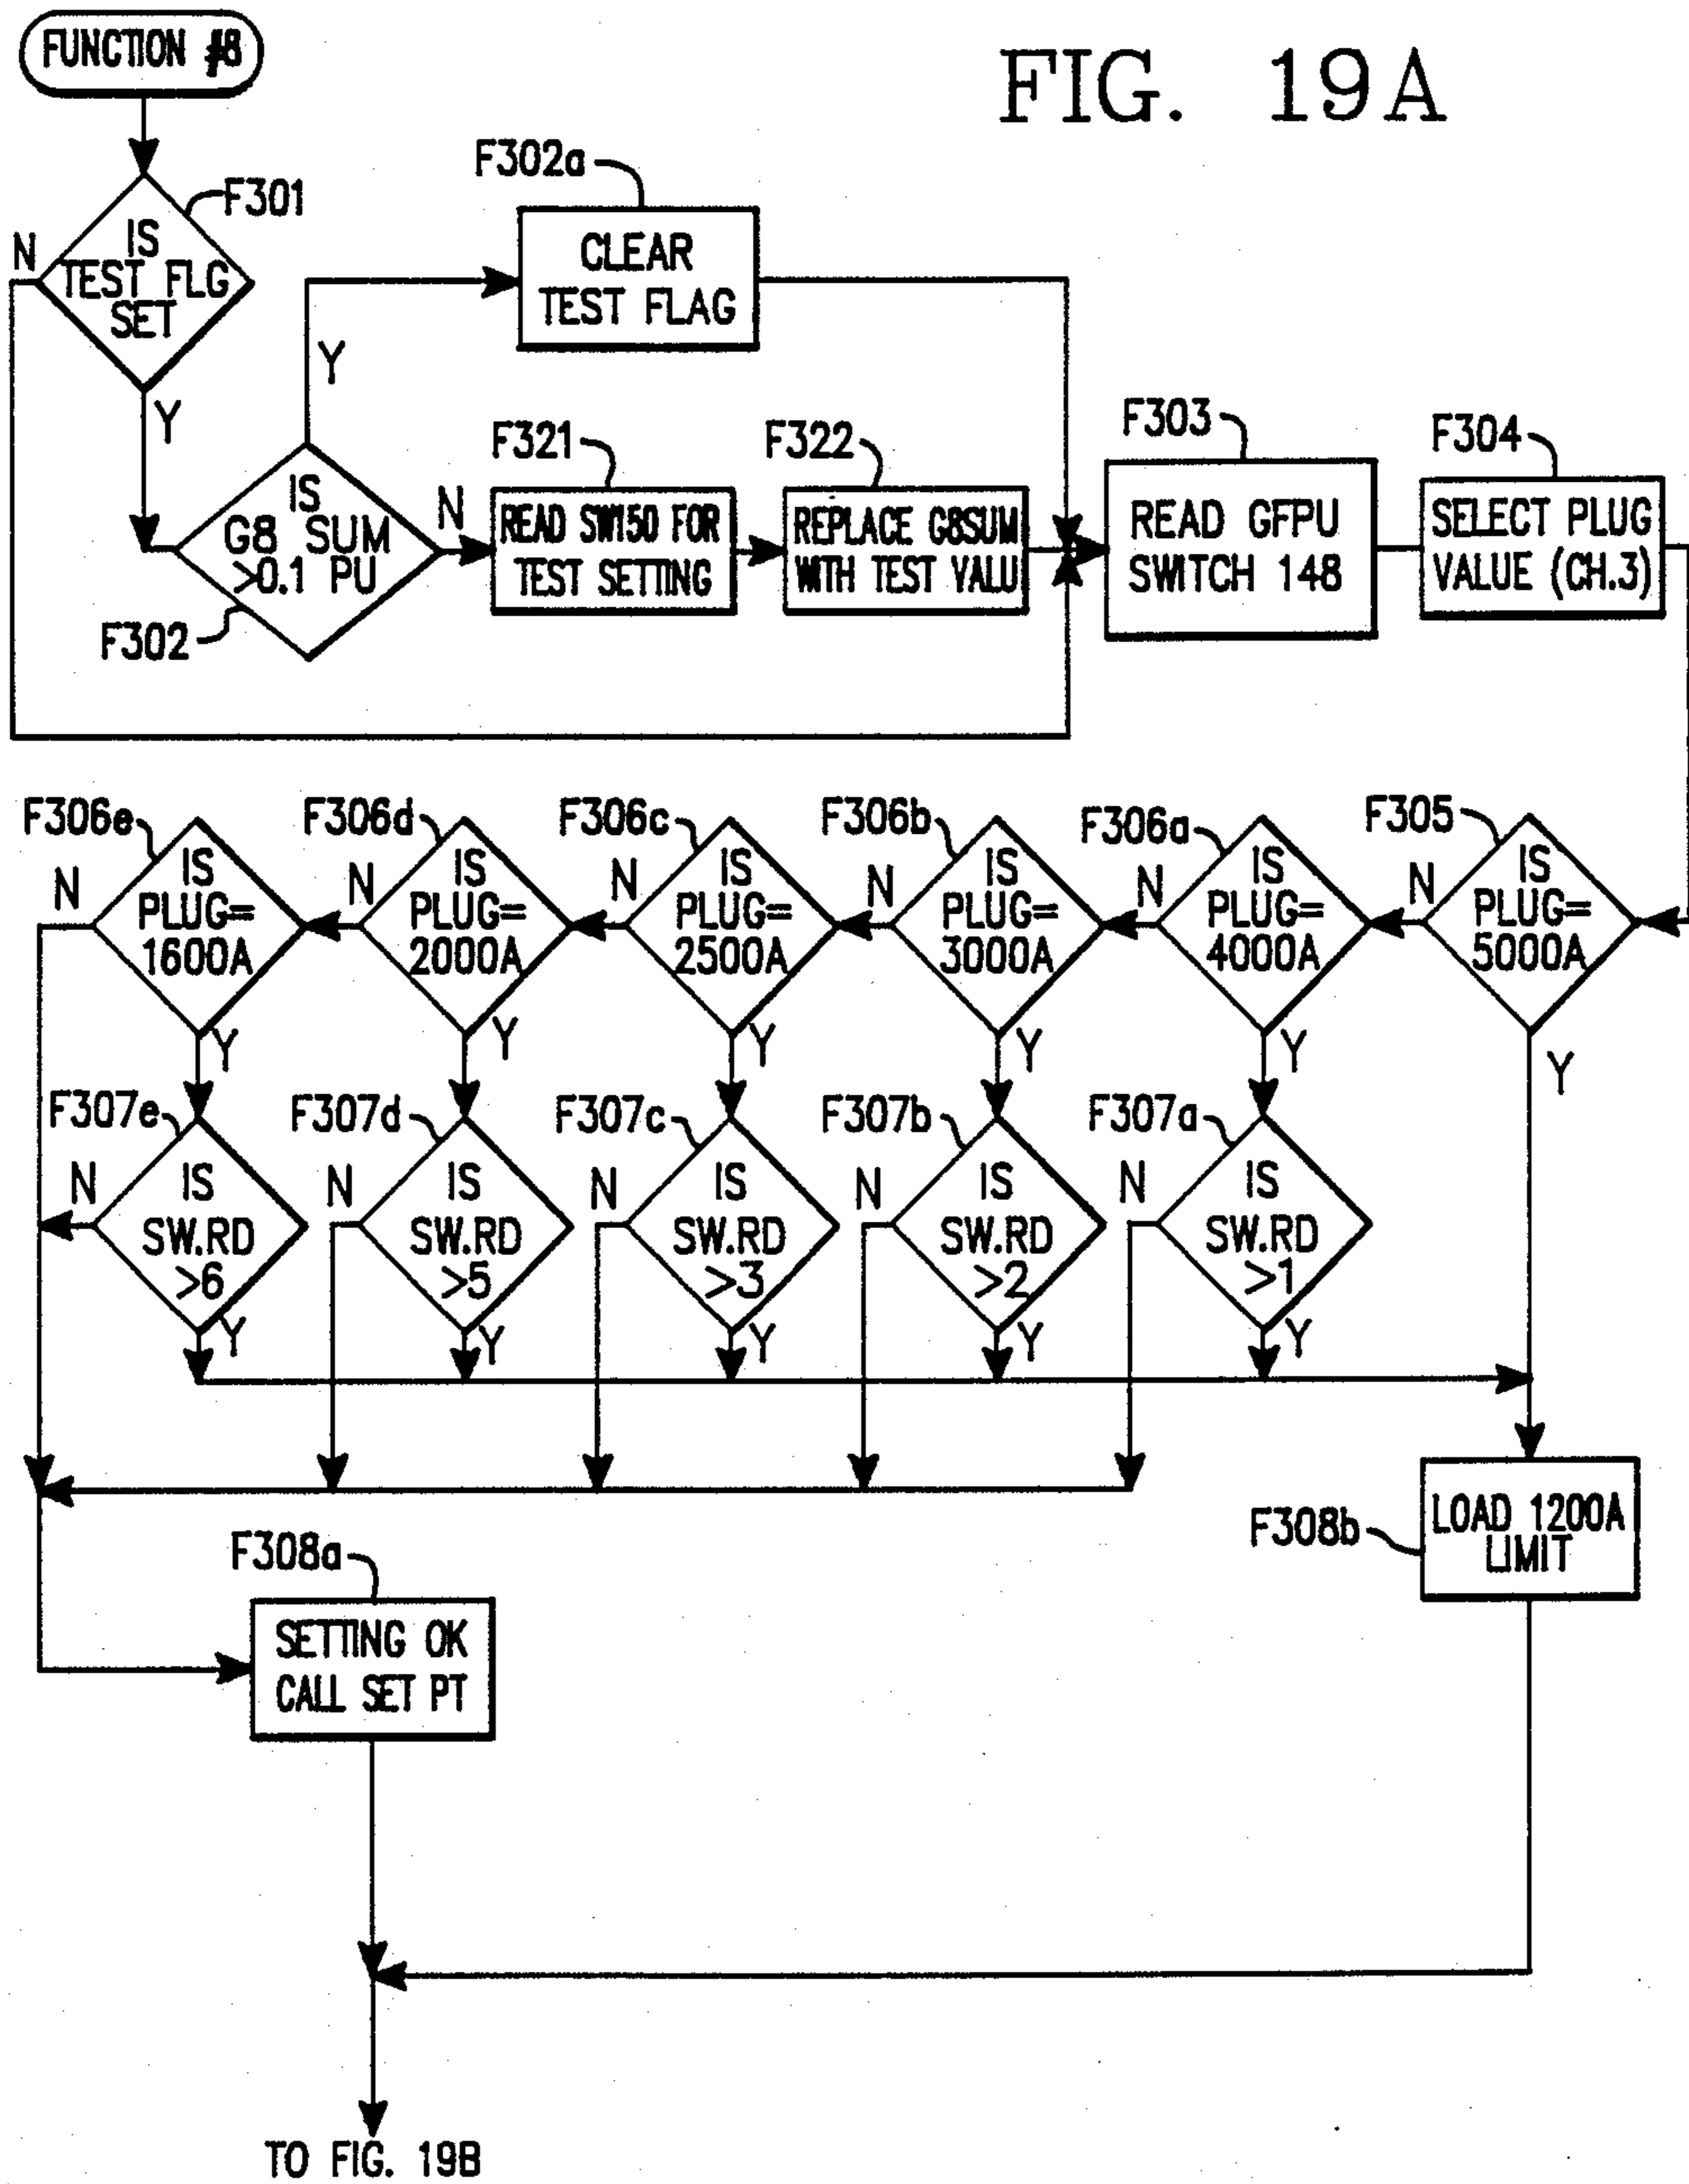 FUNCTION #8
FIG. 19A
F301
IS
TEST FLG
SET
N
Y
F302a
CLEAR
TEST FLAG
Y
F302
IS
G8 SUM
>0.1 PU
N
F321
READ SW150 FOR
TEST SETTING
F322
REPLACE G8SUM
WITH TEST VALU
F303
READ GFPU
SWITCH 148
F304
SELECT PLUG
VALUE (CH.3)
F306e
IS
PLUG=
1600A
N
Y
F306d
IS
PLUG=
2000A
N
Y
F306c
IS
PLUG=
2500A
N
Y
F306b
IS
PLUG=
3000A
N
Y
F306a
IS
PLUG=
4000A
N
Y
F305
IS
PLUG=
5000A
N
Y
F307e
IS
SW.RD
>6
N
Y
F307d
IS
SW.RD
>5
N
Y
F307c
IS
SW.RD
>3
N
Y
F307b
IS
SW.RD
>2
N
Y
F307a
IS
SW.RD
>1
N
Y
F308b
LOAD 1200A
LIMIT
F308a
SETTING OK
CALL SET PT
TO FIG. 19B